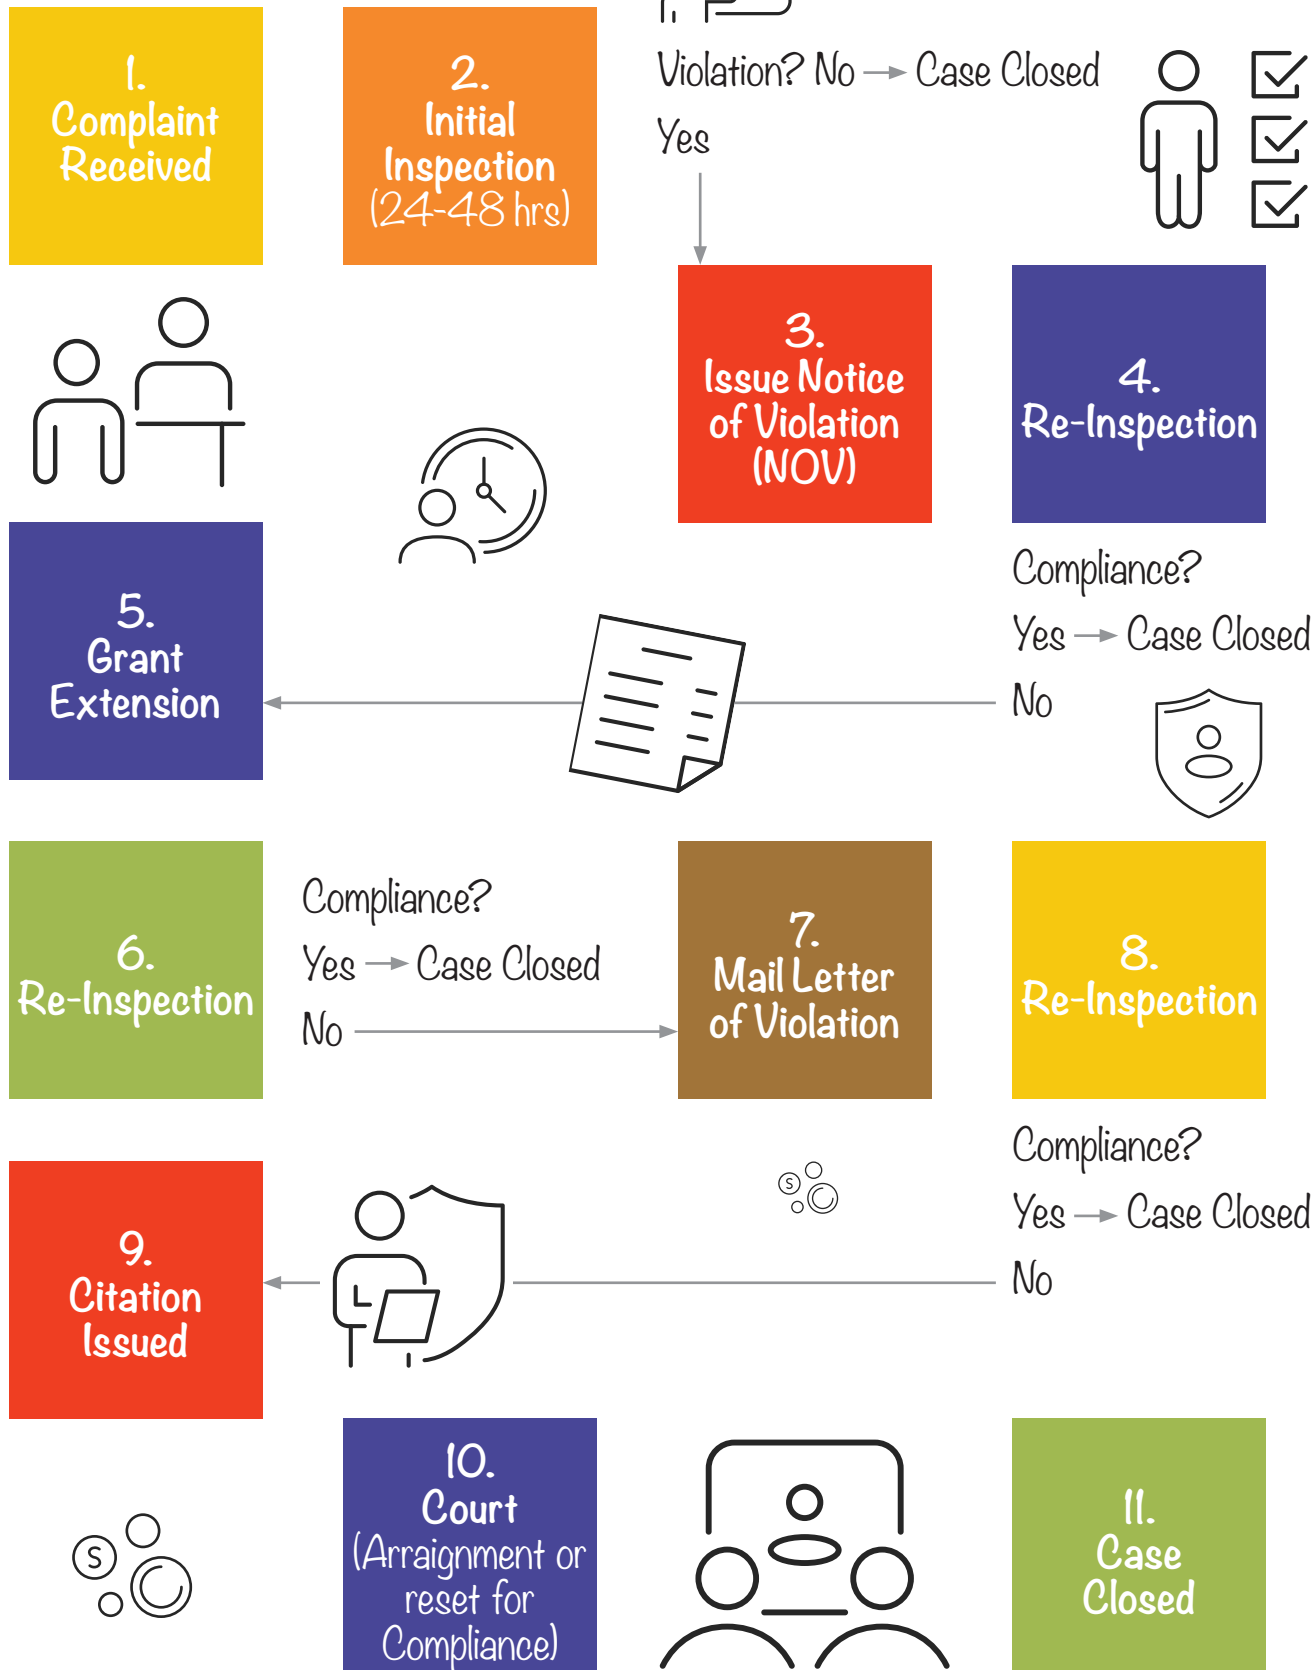 1.
Complaint
Received
2.
Initial
Inspection
(24-48 hrs)
Violation? No → Case Closed
Yes
3.
Issue Notice
of Violation
(NOV)
4.
Re-Inspection
Compliance?
Yes → Case Closed
No
5.
Grant
Extension
6.
Re-Inspection
Compliance?
Yes → Case Closed
No
7.
Mail Letter
of Violation
8.
Re-Inspection
Compliance?
Yes → Case Closed
No
S
9.
Citation
Issued
10.
Court
(Arraignment or
reset for
Compliance)
S
11.
Case
Closed